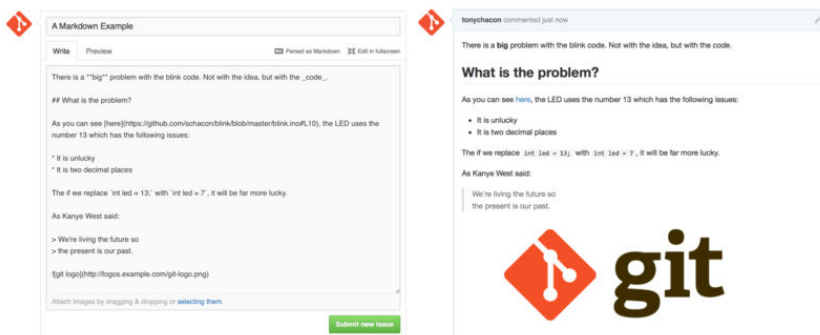 A Markdown Example
Write Preview Parsed as Markdown Edit in fullscreen
There is a **big** problem with the blink code. Not with the idea, but with the _code_.
## What is the problem?
As you can see [here](https://github.com/schacon/blink/blob/master/blink.ino#L10), the LED uses the
number 13 which has the following issues:
* It is unlucky
* It is two decimal places
The if we replace `int led = 13;` with `int led = 7`, it will be far more lucky.
As Kanye West said:
> We're living the future so
> the present is our past.
![git logo](http://logos.example.com/git-logo.png)
Attach images by dragging & dropping or selecting them.
Submit new issue
tonychacon commented just now
There is a big problem with the blink code. Not with the idea, but with the code.
What is the problem?
As you can see here, the LED uses the number 13 which has the following issues:
• It is unlucky
• It is two decimal places
The if we replace int led = 13; with int led = 7 , it will be far more lucky.
As Kanye West said:
We're living the future so
the present is our past.
git